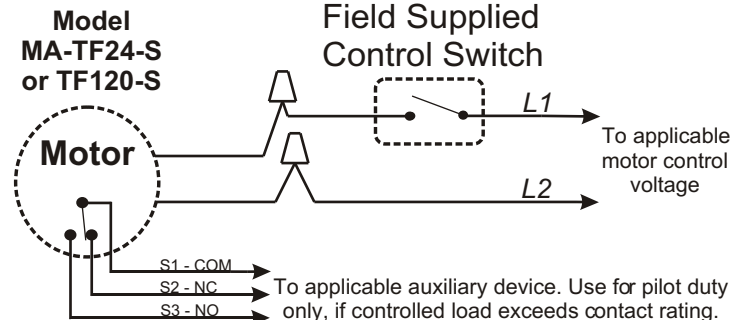 Model
MA-TF24-S
or TF120-S
Field Supplied
Control Switch
Motor
L1
L2
To applicable
motor control
voltage
S1 - COM
S2 - NC
S3 - NO
To applicable auxiliary device. Use for pilot duty
only, if controlled load exceeds contact rating.